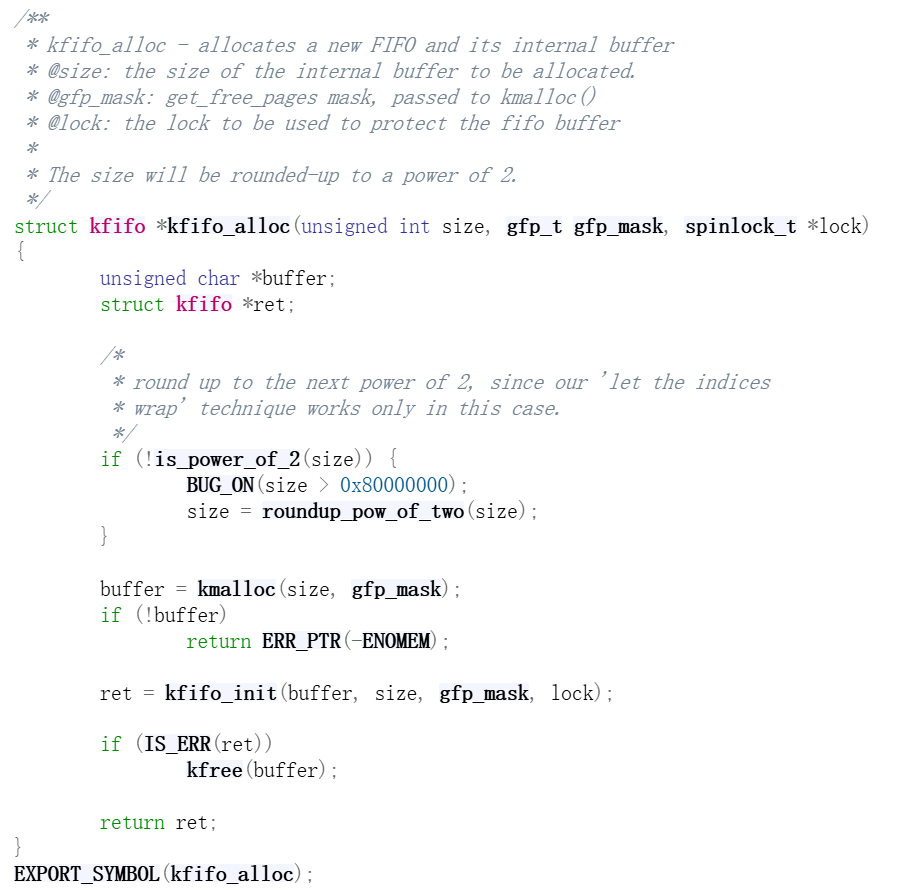 /**
 * kfifo_alloc - allocates a new FIFO and its internal buffer
 * @size: the size of the internal buffer to be allocated.
 * @gfp_mask: get_free_pages mask, passed to kmalloc()
 * @lock: the lock to be used to protect the fifo buffer
 *
 * The size will be rounded-up to a power of 2.
 */
struct kfifo *kfifo_alloc(unsigned int size, gfp_t gfp_mask, spinlock_t *lock)
{
        unsigned char *buffer;
        struct kfifo *ret;

        /*
         * round up to the next power of 2, since our 'let the indices
         * wrap' technique works only in this case.
         */
        if (!is_power_of_2(size)) {
                BUG_ON(size > 0x80000000);
                size = roundup_pow_of_two(size);
        }

        buffer = kmalloc(size, gfp_mask);
        if (!buffer)
                return ERR_PTR(-ENOMEM);

        ret = kfifo_init(buffer, size, gfp_mask, lock);

        if (IS_ERR(ret))
                kfree(buffer);

        return ret;
}
EXPORT_SYMBOL(kfifo_alloc);